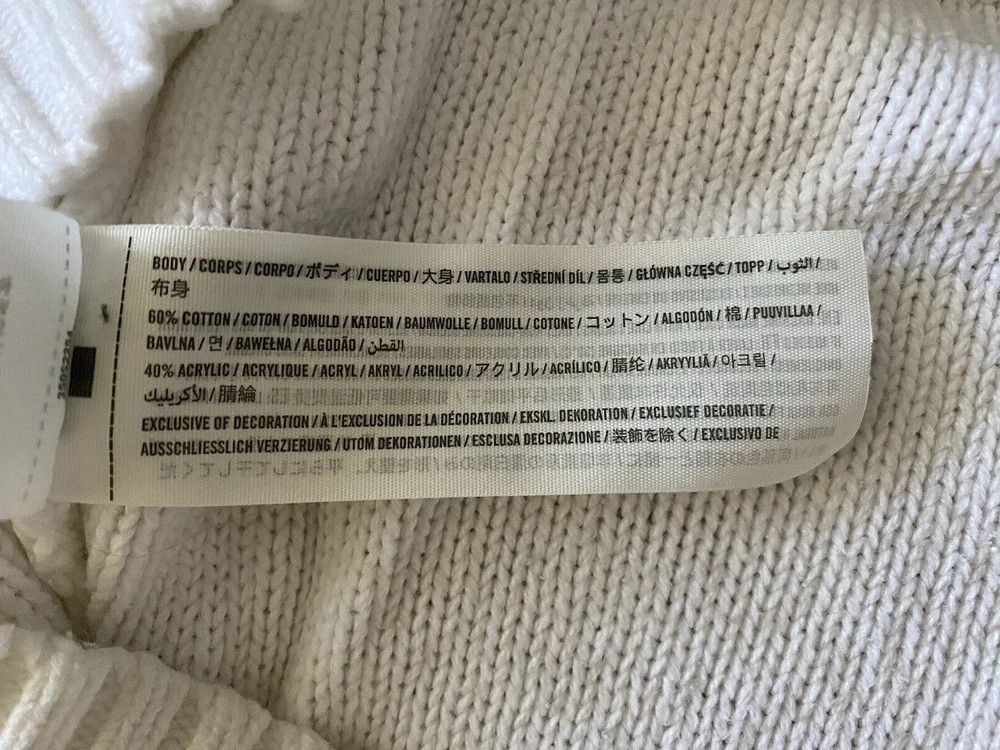 BODY / CORPS / CORPO / ボディ / CUERPO / 大身 / VARTALO / STŘEDNÍ DÍL / 몸통 / GŁÓWNA CZĘŚĆ / TOPP / الثوب /
布身
60% COTTON / COTON / BOMULD / KATOEN / BAUMWOLLE / BOMULL / COTONE / コットン / ALGODÓN / 棉 / PUUVILLAA /
BAVLNA / 면 / BAWEŁNA / ALGODÃO / القطن
40% ACRYLIC / ACRYLIQUE / ACRYL / AKRYL / ACRILICO / アクリル / ACRÍLICO / 腈纶 / AKRYYLIÄ / 아크릴 /
الأكريليك / 腈綸
EXCLUSIVE OF DECORATION / À L'EXCLUSION DE LA DÉCORATION / EKSKL. DEKORATION / EXCLUSIEF DECORATIE /
AUSSCHLIESSLICH VERZIERUNG / UTOM DEKORATIONEN / ESCLUSA DECORAZIONE / 装飾を除く / EXCLUSIVO DE